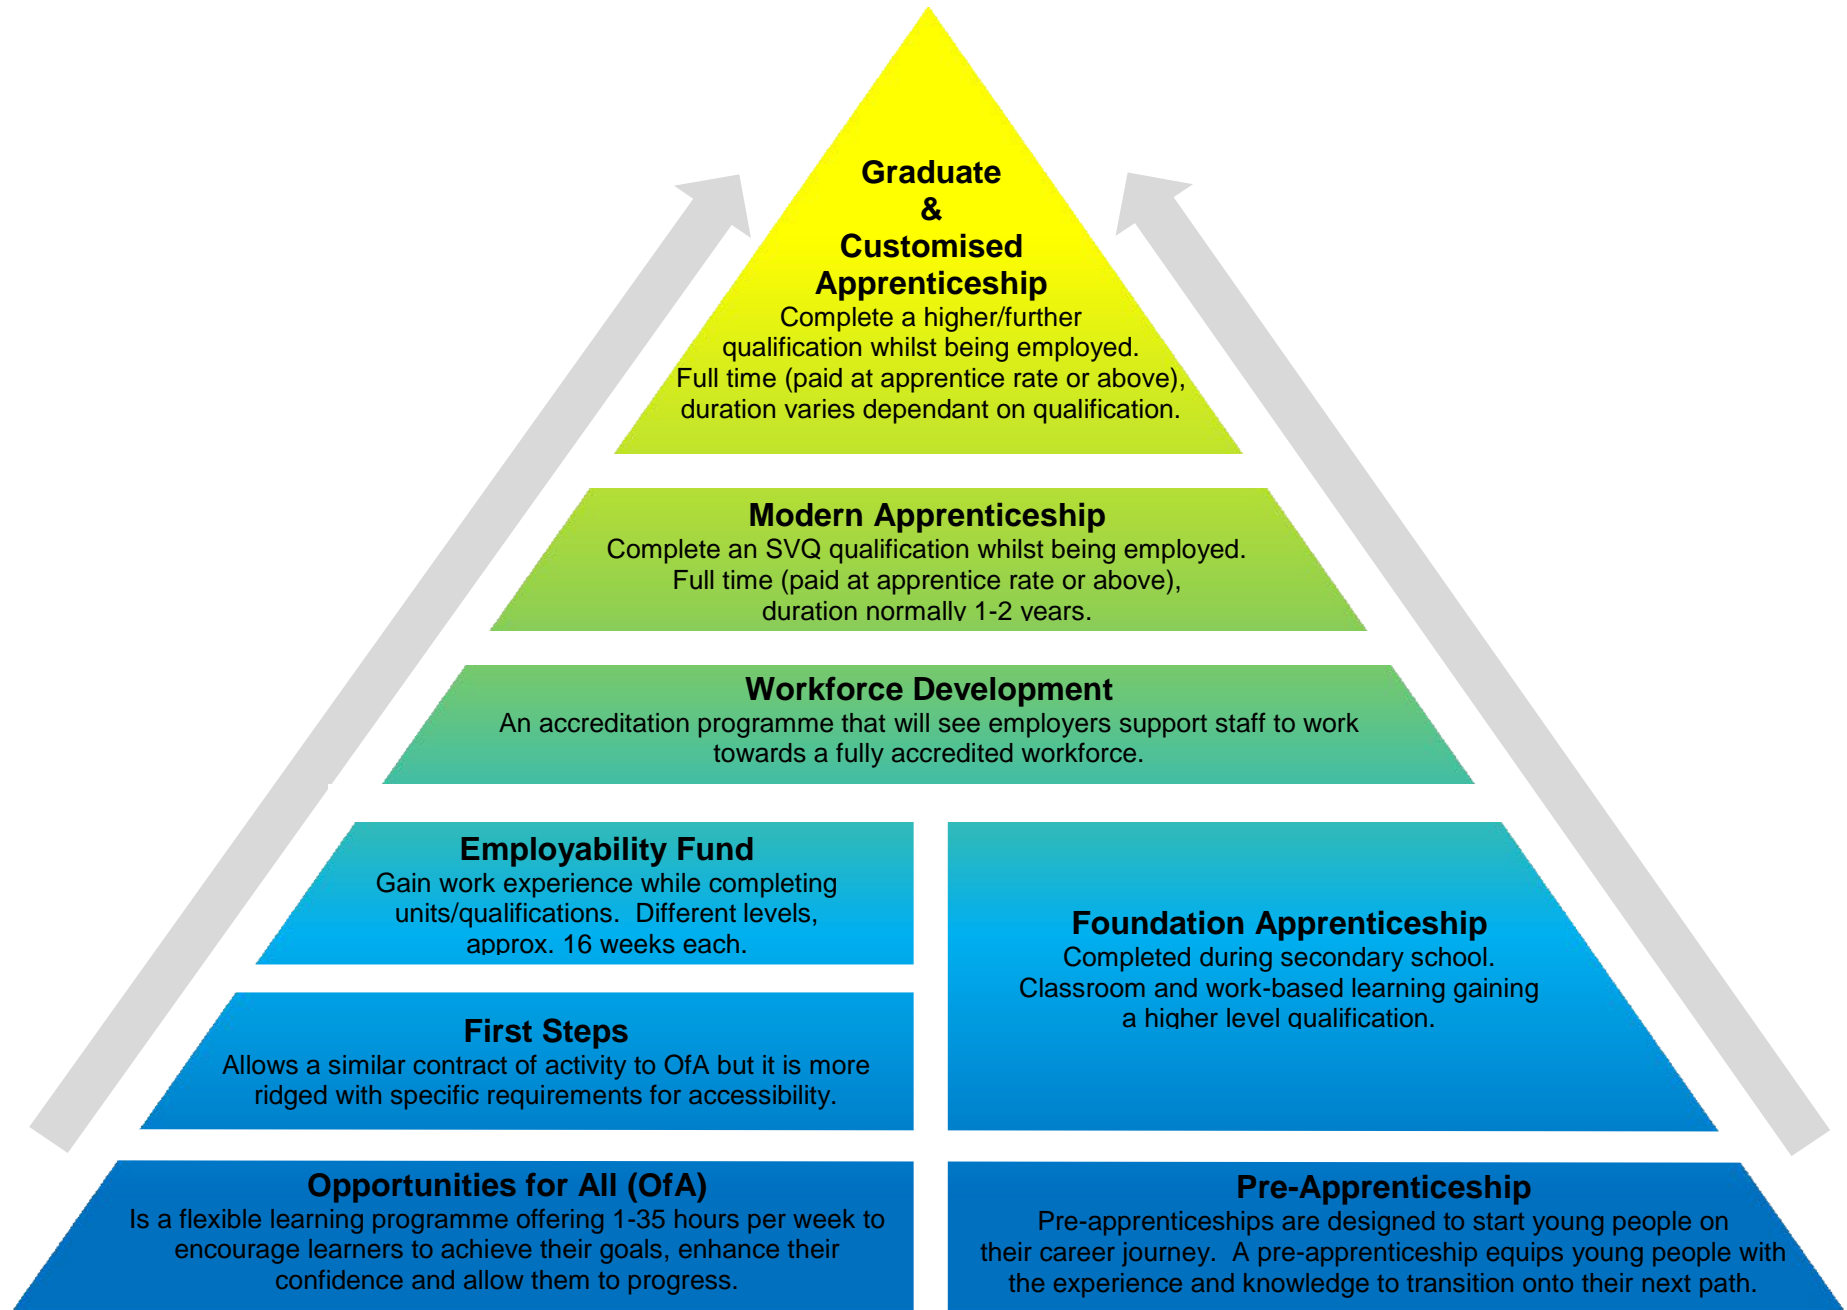 Graduate
&
Customised
Apprenticeship
Complete a higher/further
qualification whilst being employed.
Full time (paid at apprentice rate or above),
duration varies dependant on qualification.
Modern Apprenticeship
Complete an SVQ qualification whilst being employed.
Full time (paid at apprentice rate or above),
duration normally 1-2 years.
Workforce Development
An accreditation programme that will see employers support staff to work
towards a fully accredited workforce.
Employability Fund
Gain work experience while completing
units/qualifications. Different levels,
approx. 16 weeks each.
Foundation Apprenticeship
Completed during secondary school.
Classroom and work-based learning gaining
a higher level qualification.
First Steps
Allows a similar contract of activity to OfA but it is more
ridged with specific requirements for accessibility.
Opportunities for All (OfA)
Is a flexible learning programme offering 1-35 hours per week to
encourage learners to achieve their goals, enhance their
confidence and allow them to progress.
Pre-Apprenticeship
Pre-apprenticeships are designed to start young people on
their career journey. A pre-apprenticeship equips young people with
the experience and knowledge to transition onto their next path.